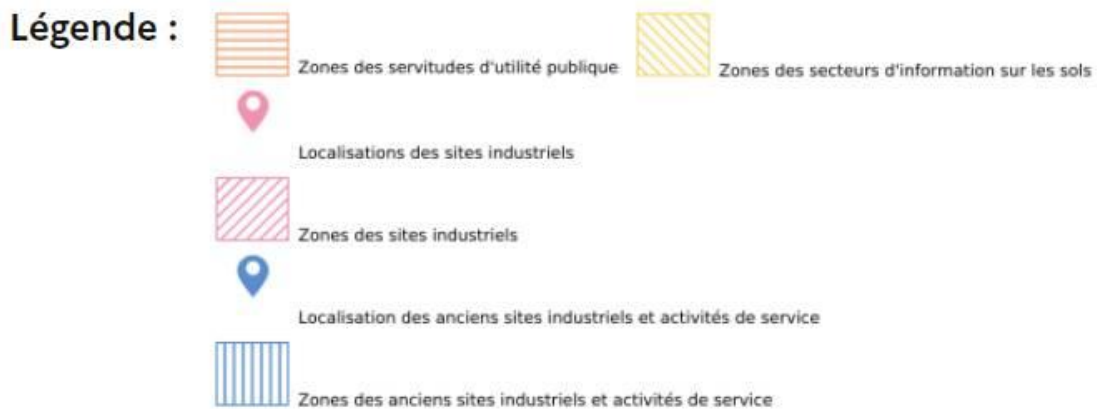 Légende :
Zones des servitudes d'utilité publique
Zones des secteurs d'information sur les sols
Localisations des sites industriels
Zones des sites industriels
Localisation des anciens sites industriels et activités de service
Zones des anciens sites industriels et activités de service